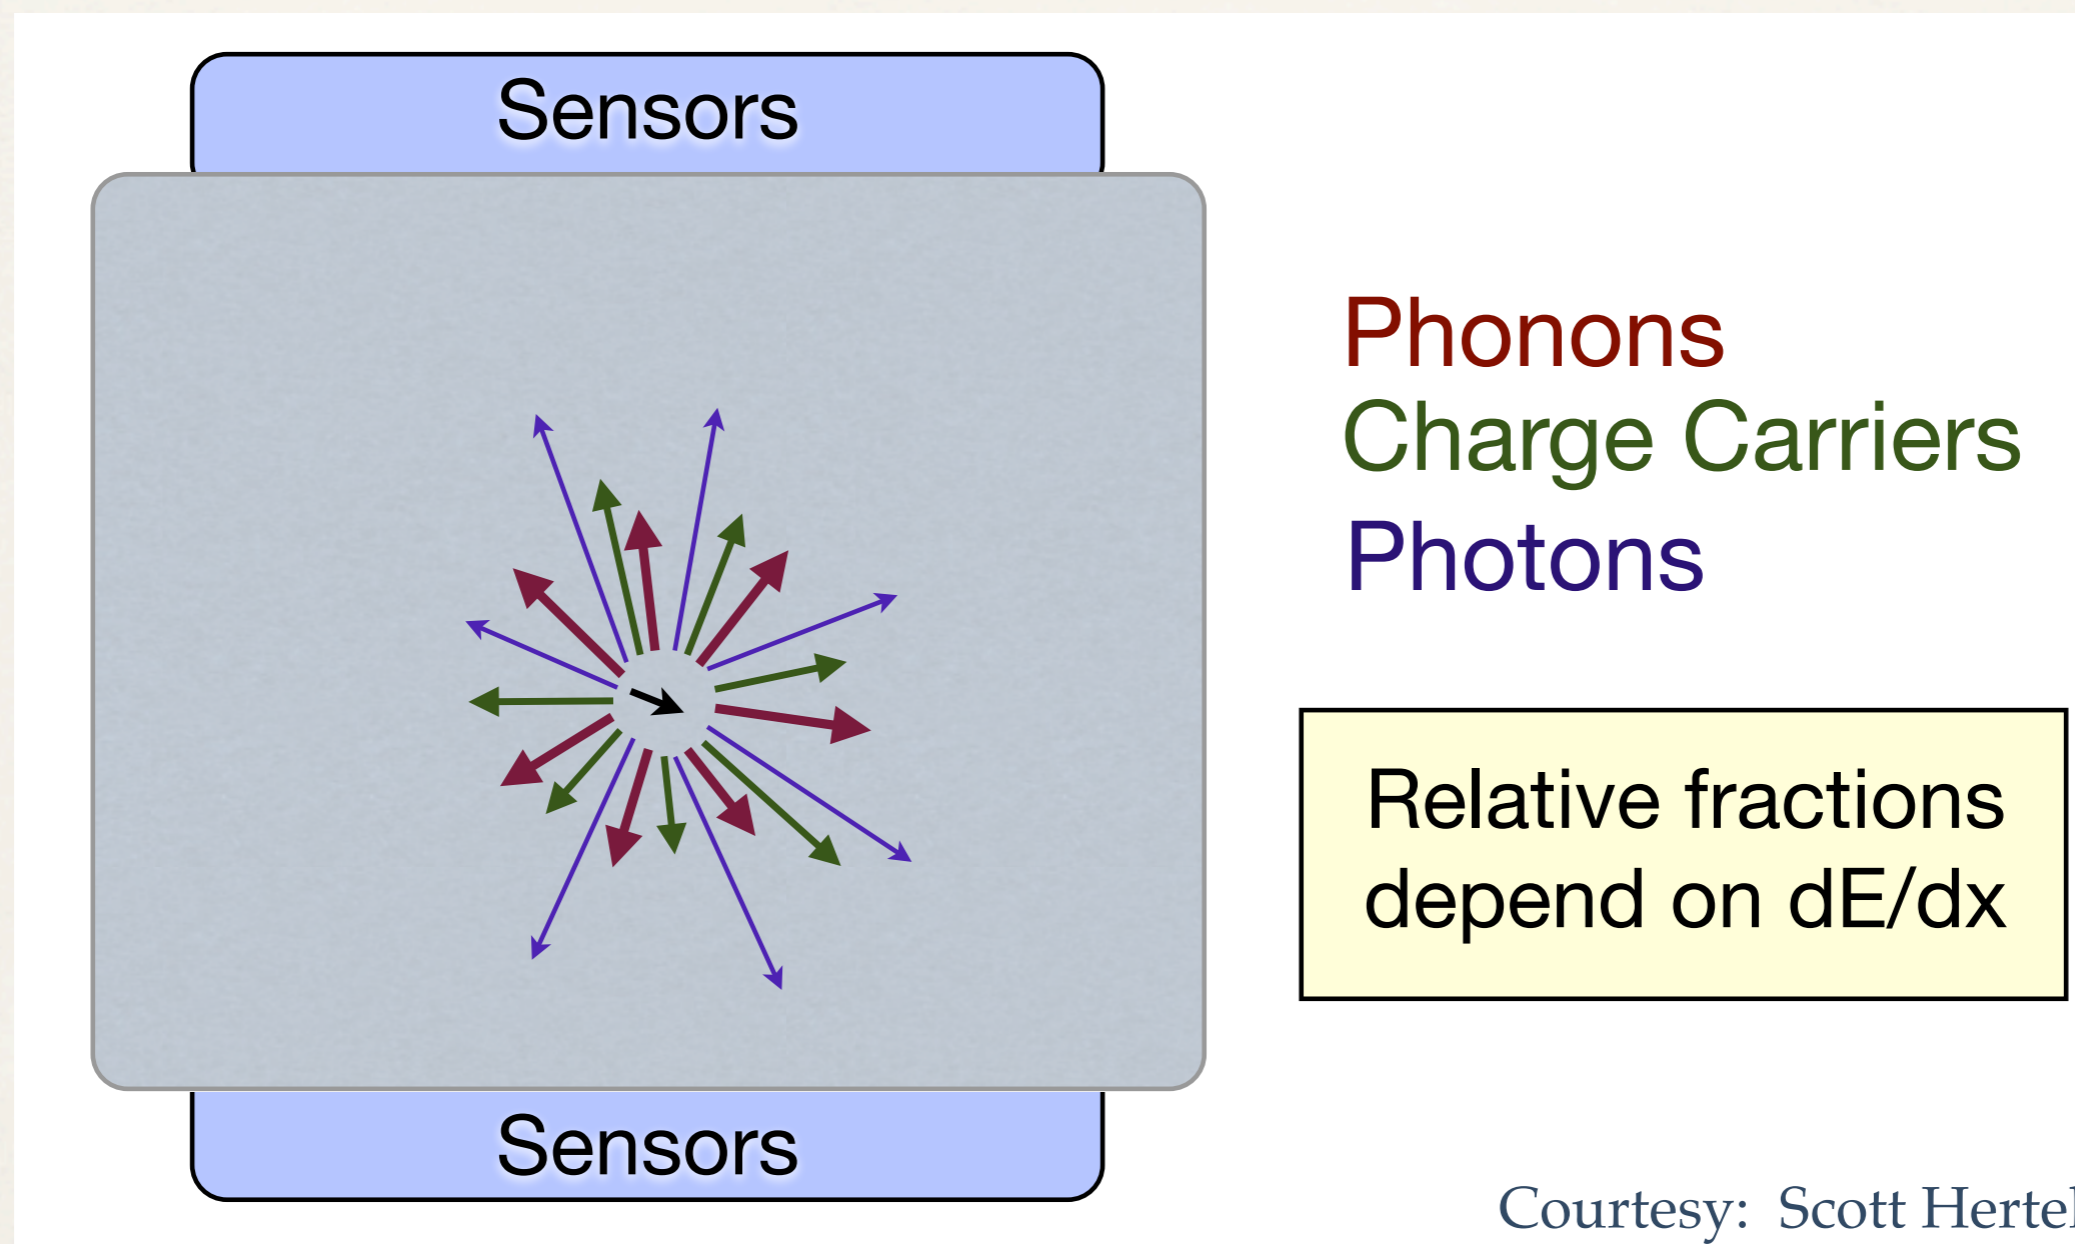 Sensors
Phonons
Charge Carriers
Photons
Relative fractions
depend on dE/dx
Sensors
Courtesy: Scott Hertel